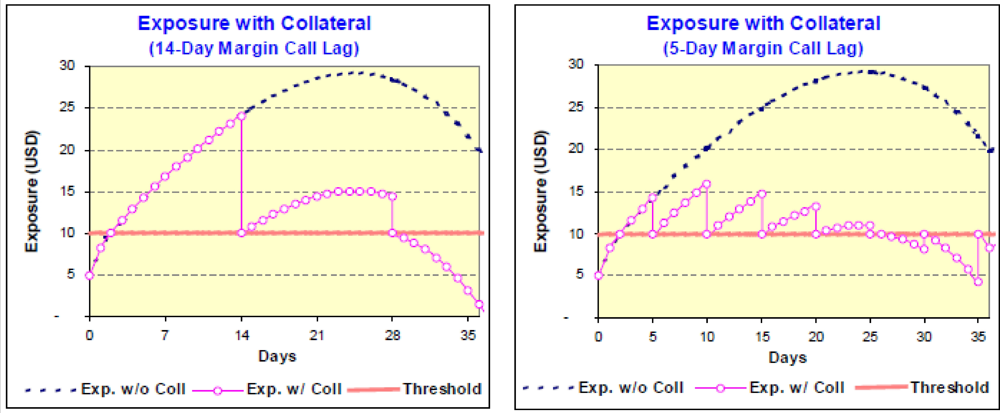 Exposure with Collateral
(14-Day Margin Call Lag)
30
25
20
15
10
5
-
Exposure (USD)
0 7 14 21 28 35
Days
Exp. w/o Coll Exp. w/ Coll Threshold
Exposure with Collateral
(5-Day Margin Call Lag)
30
25
20
15
10
5
-
Exposure (USD)
0 5 10 15 20 25 30 35
Days
Exp. w/o Coll Exp. w/ Coll Threshold